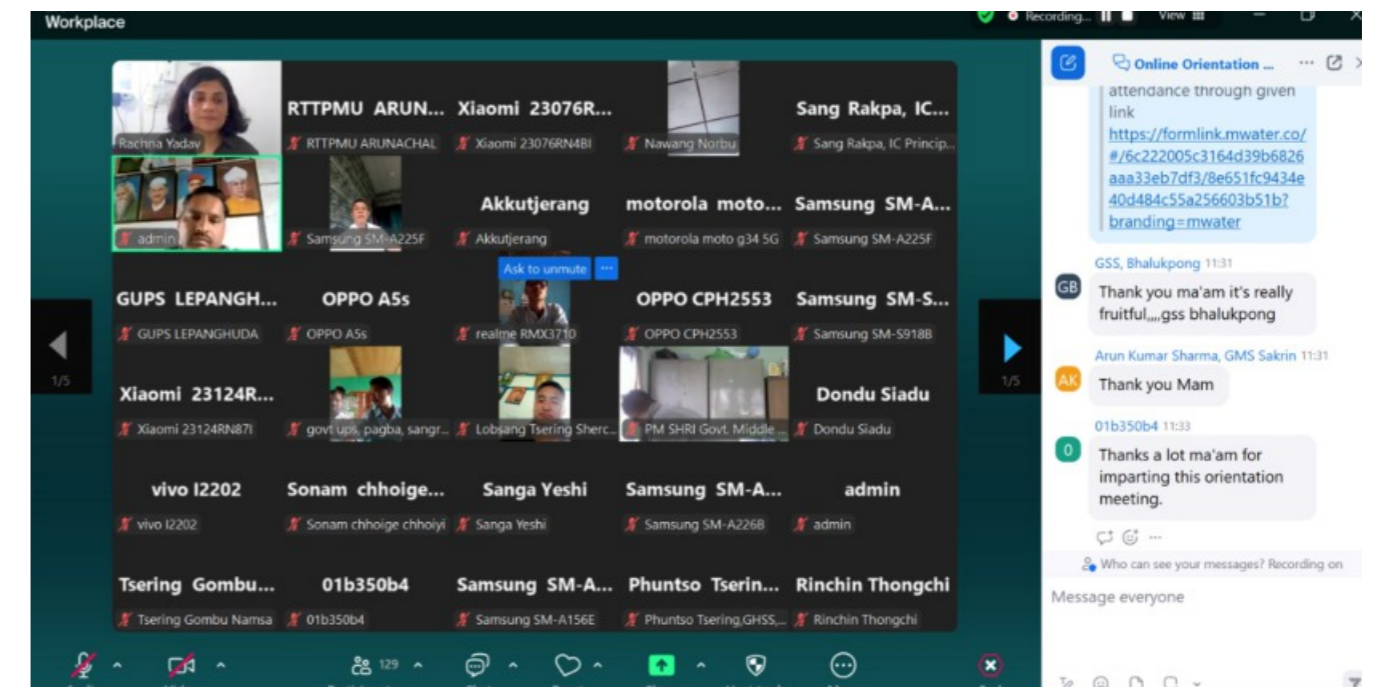 Workplace
Recording...
View
Rachna Yadav
RTTPMU ARUN...
RTTPMU ARUNACHAL
Xiaomi 23076R...
Xiaomi 23076RN4BI
Nawang Norbu
Sang Rakpa, IC...
Sang Rakpa, IC Princip...
admin
Samsung SM-A225F
Akkutjerang
Akkutjerang
motorola moto...
motorola moto g34 5G
Samsung SM-A...
Samsung SM-A225F
GUPS LEPANGH...
GUPS LEPANGHUDA
OPPO A5s
OPPO A5s
Ask to unmute ...
realme RMX3710
OPPO CPH2553
OPPO CPH2553
Samsung SM-S...
Samsung SM-S918B
1/5
1/5
Xiaomi 23124R...
Xiaomi 23124RN87I
govt ups, pagba, sangr...
Lobsang Tsering Sherc...
PM SHRI Govt. Middle ...
Dondu Siadu
Dondu Siadu
vivo I2202
vivo I2202
Sonam chhoige...
Sonam chhoige chhoiyi
Sanga Yeshi
Sanga Yeshi
Samsung SM-A...
Samsung SM-A226B
admin
admin
Tsering Gombu...
Tsering Gombu Namsa
01b350b4
01b350b4
Samsung SM-A...
Samsung SM-A156E
Phuntso Tserin...
Phuntso Tsering,GHSS,...
Rinchin Thongchi
Rinchin Thongchi
129
Online Orientation ...
attendance through given
link
https://formlink.mwater.co/
#/6c222005c3164d39b6826
aaa33eb7df3/8e651fc9434e
40d484c55a256603b51b?
branding=mwater
GSS, Bhalukpong 11:31
GB
Thank you ma'am it's really
fruitful,,,,gss bhalukpong
Arun Kumar Sharma, GMS Sakrin 11:31
AK
Thank you Mam
01b350b4 11:33
0
Thanks a lot ma'am for
imparting this orientation
meeting.
Who can see your messages? Recording on
Message everyone